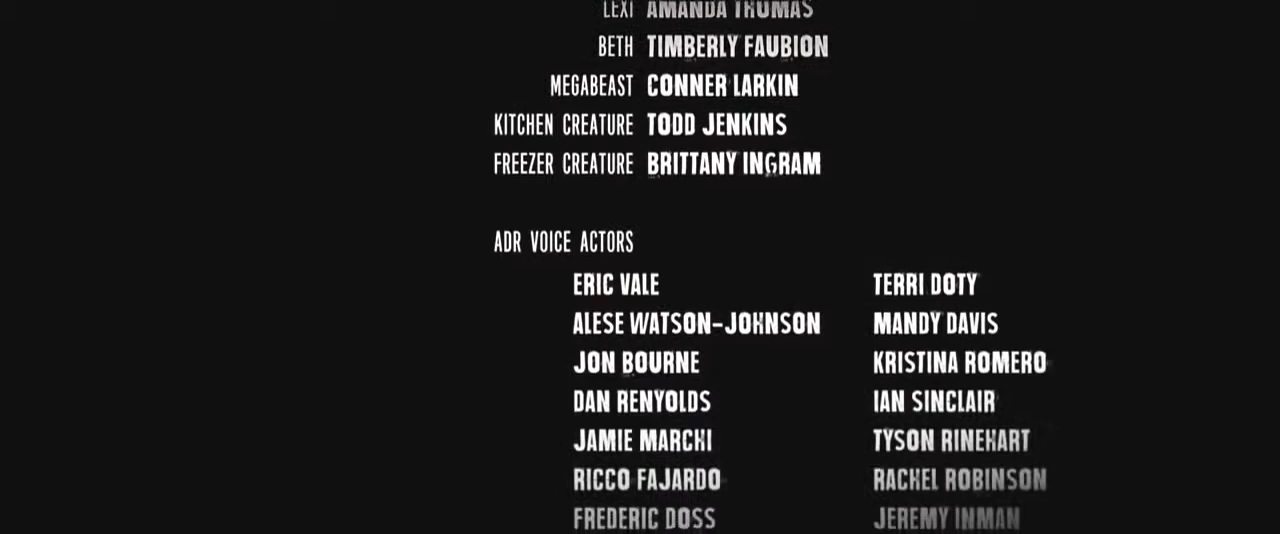 LEXI AMANDA THOMAS
BETH TIMBERLY FAUBION
MEGABEAST CONNER LARKIN
KITCHEN CREATURE TODD JENKINS
FREEZER CREATURE BRITTANY INGRAM
ADR VOICE ACTORS
ERIC VALE TERRI DOTY
ALESE WATSON-JOHNSON MANDY DAVIS
JON BOURNE KRISTINA ROMERO
DAN RENYOLDS IAN SINCLAIR
JAMIE MARCHI TYSON RINEHART
RICCO FAJARDO RACHEL ROBINSON
FREDERIC DOSS JEREMY INMAN